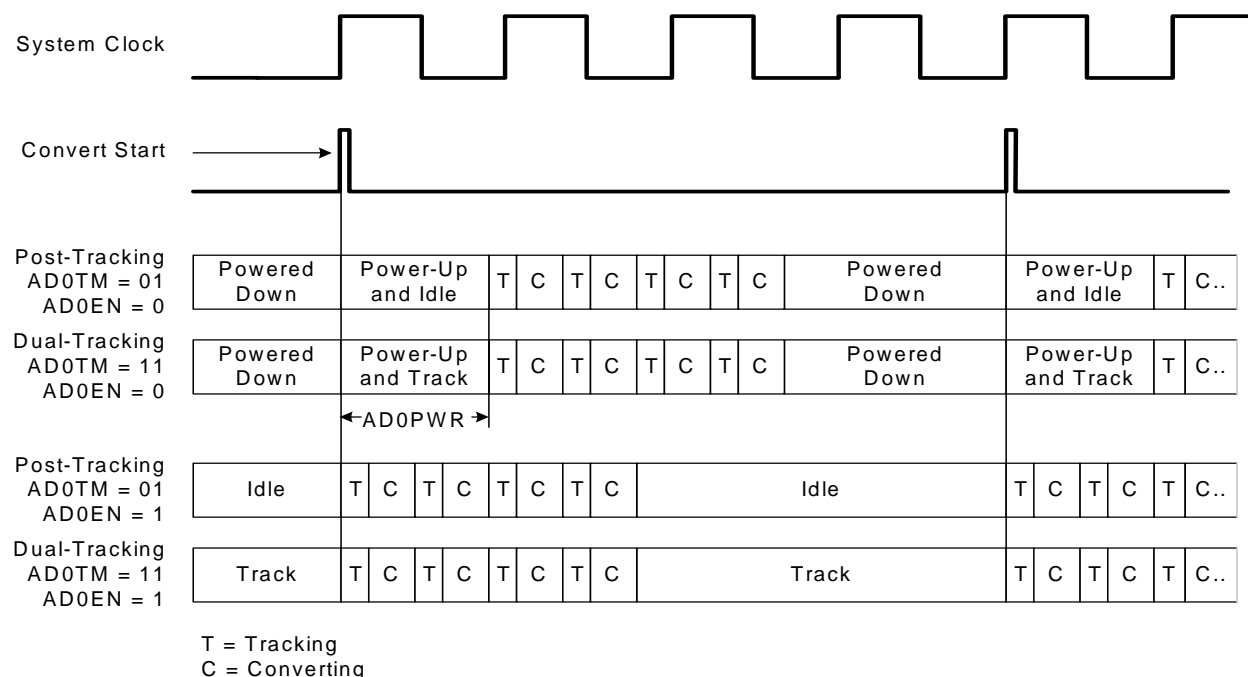 System Clock
Convert Start
Post-Tracking
AD0TM = 01
AD0EN = 0
Powered
Down
Power-Up
and Idle
T C T C T C T C
Powered
Down
Power-Up
and Idle
T C..
Dual-Tracking
AD0TM = 11
AD0EN = 0
Powered
Down
Power-Up
and Track
T C T C T C T C
Powered
Down
Power-Up
and Track
T C..
AD0PWR
Post-Tracking
AD0TM = 01
AD0EN = 1
Idle T C T C T C T C Idle T C T C T C..
Dual-Tracking
AD0TM = 11
AD0EN = 1
Track T C T C T C T C Track T C T C T C..
T = Tracking
C = Converting